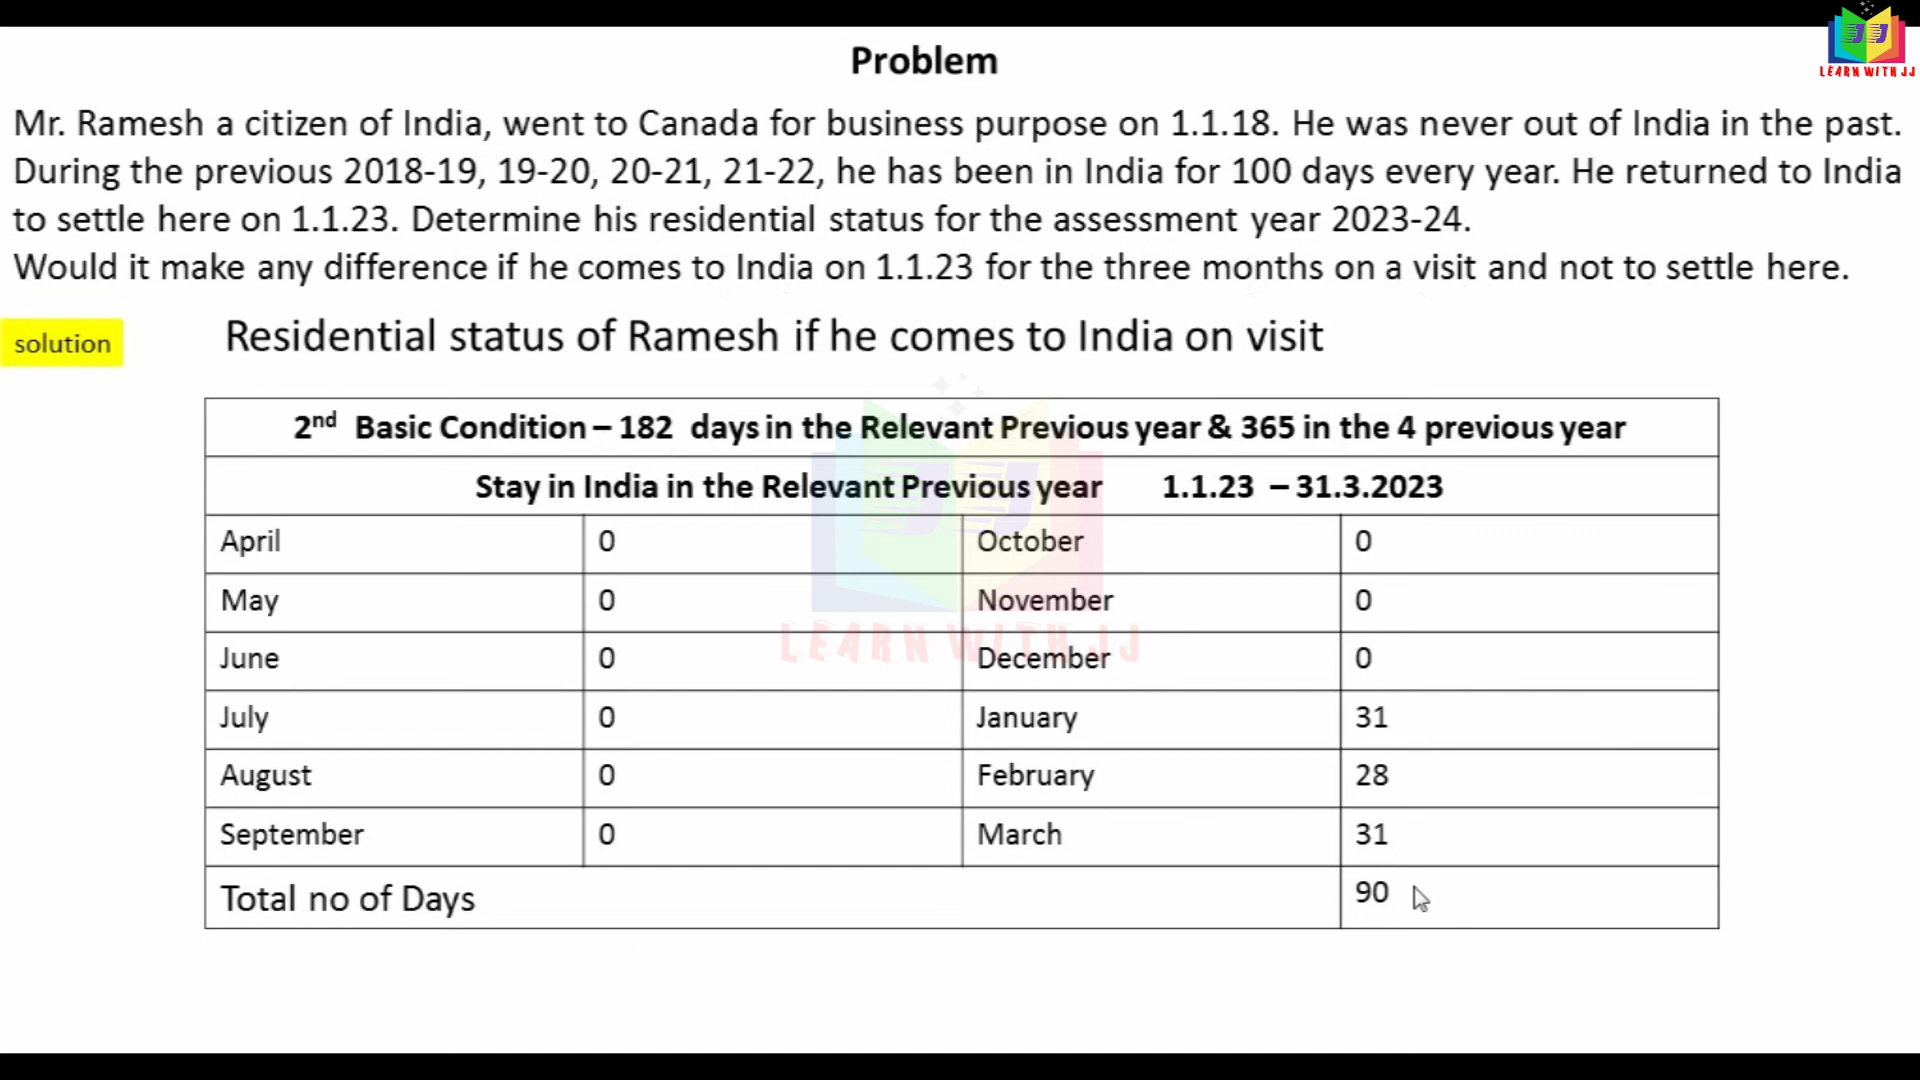 LEARN WITH JJ
Problem
Mr. Ramesh a citizen of India, went to Canada for business purpose on 1.1.18. He was never out of India in the past.
During the previous 2018-19, 19-20, 20-21, 21-22, he has been in India for 100 days every year. He returned to India
to settle here on 1.1.23. Determine his residential status for the assessment year 2023-24.
Would it make any difference if he comes to India on 1.1.23 for the three months on a visit and not to settle here.
solution Residential status of Ramesh if he comes to India on visit
2nd Basic Condition – 182 days in the Relevant Previous year & 365 in the 4 previous year
Stay in India in the Relevant Previous year 1.1.23 – 31.3.2023
April 0 October 0
May 0 November 0
June 0 December 0
LEARN WITH JJ
July 0 January 31
August 0 February 28
September 0 March 31
Total no of Days 90